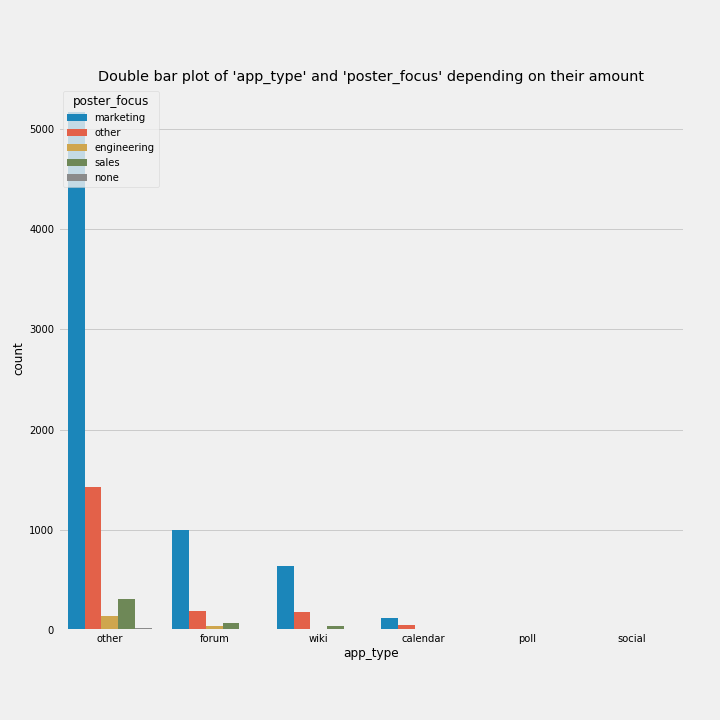 Double bar plot of 'app_type' and 'poster_focus' depending on their amount
poster_focus
marketing
other
engineering
sales
none
5000
4000
3000
2000
1000
0
count
other forum wiki calendar poll social
app_type